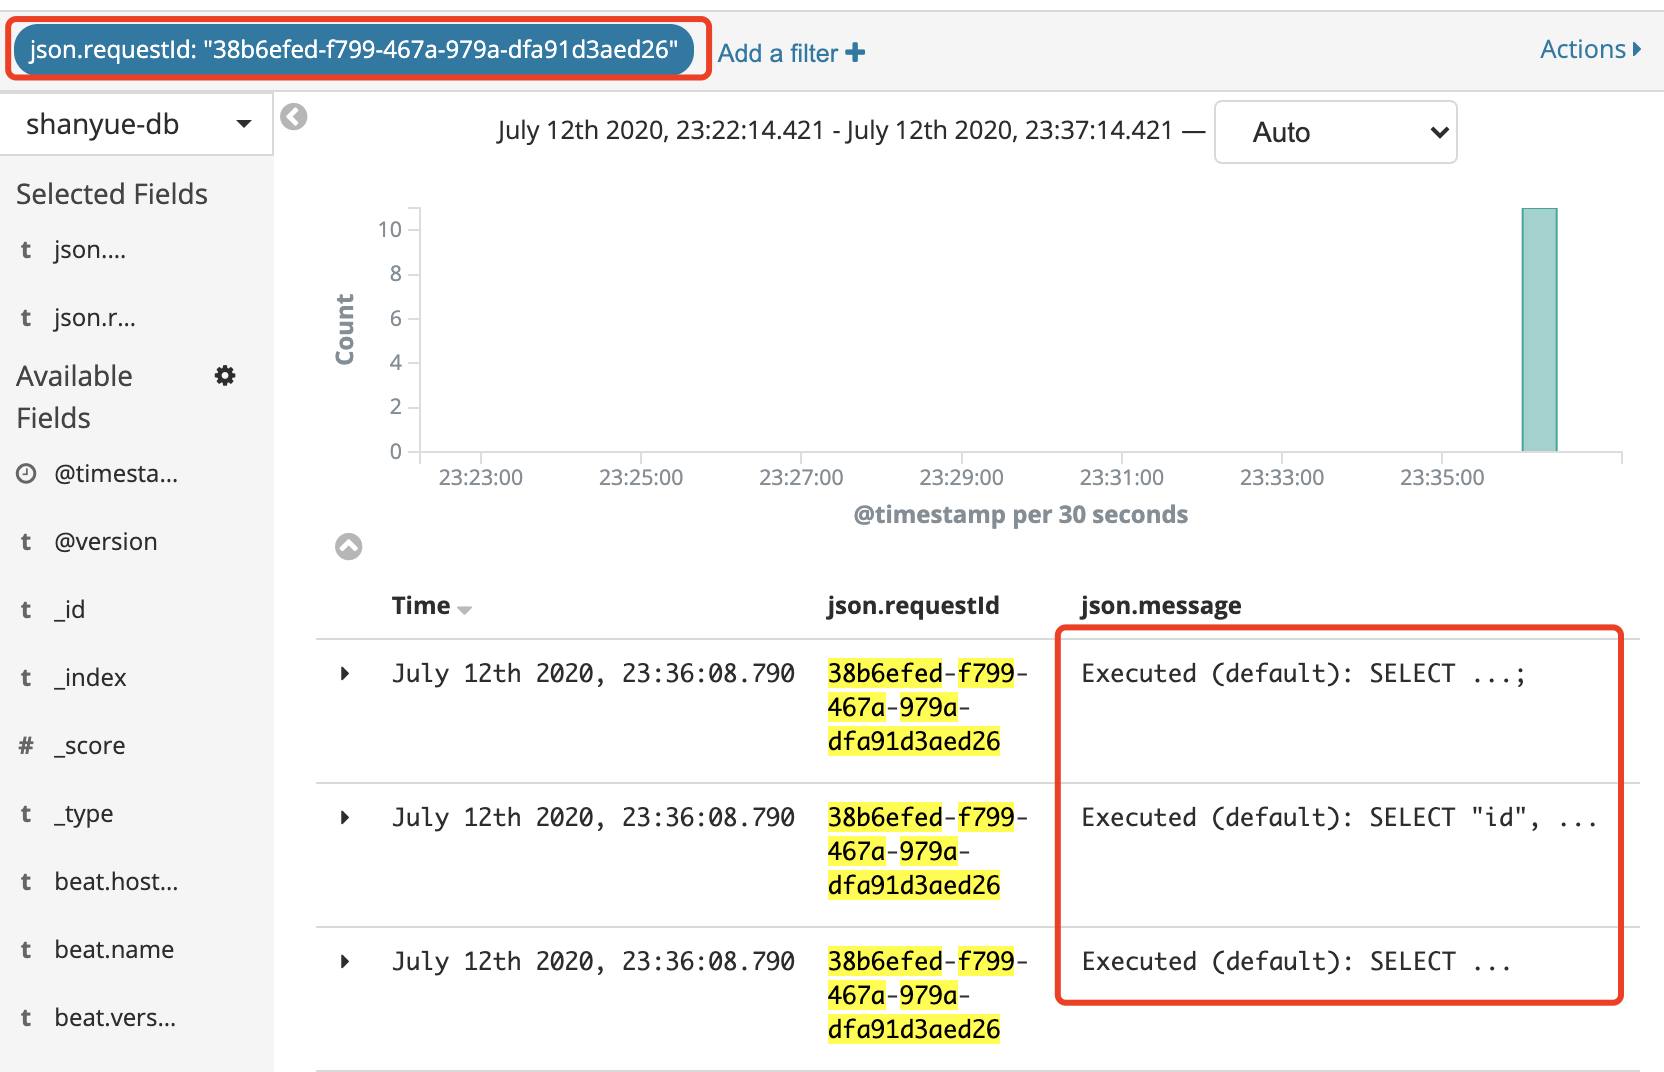 json.requestId: "38b6efed-f799-467a-979a-dfa91d3aed26"
Add a filter
Actions
shanyue-db
July 12th 2020, 23:22:14.421 - July 12th 2020, 23:37:14.421 —
Auto
Selected Fields
t json....
t json.r...
Available
Fields
@timesta...
t @version
t _id
t _index
# _score
t _type
t beat.host...
t beat.name
t beat.vers...
Count
10
8
6
4
2
0
23:23:00 23:25:00 23:27:00 23:29:00 23:31:00 23:33:00 23:35:00
@timestamp per 30 seconds
Time json.requestId json.message
July 12th 2020, 23:36:08.790 38b6efed-f799- Executed (default): SELECT ...;
467a-979a-
dfa91d3aed26
July 12th 2020, 23:36:08.790 38b6efed-f799- Executed (default): SELECT "id", ...
467a-979a-
dfa91d3aed26
July 12th 2020, 23:36:08.790 38b6efed-f799- Executed (default): SELECT ...
467a-979a-
dfa91d3aed26